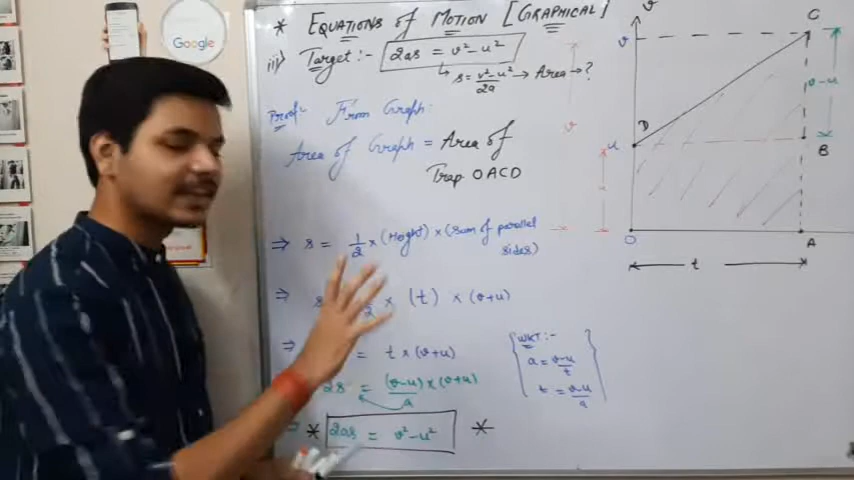 * EQUATIONS of MOTION [GRAPHICAL]
iii) Target:- 2as = v²-u²
↳ s = v²-u²/2a → Area → ?
Proof: From Graph:
Area of Graph = Area of
Trap OACD
⇒ s = 1/2 × (Height) × (sum of parallel
sides)
⇒ s 2 × (t) × (v+u)
⇒ = t × (v+u)
2s = (v-u)/a × (v+u)
⇒ * 2as = v²-u² *
WKT:-
a = v-u/t
t = v-u/a
v
v
C
v-u
D
u
B
v
u
O
A
t
Google